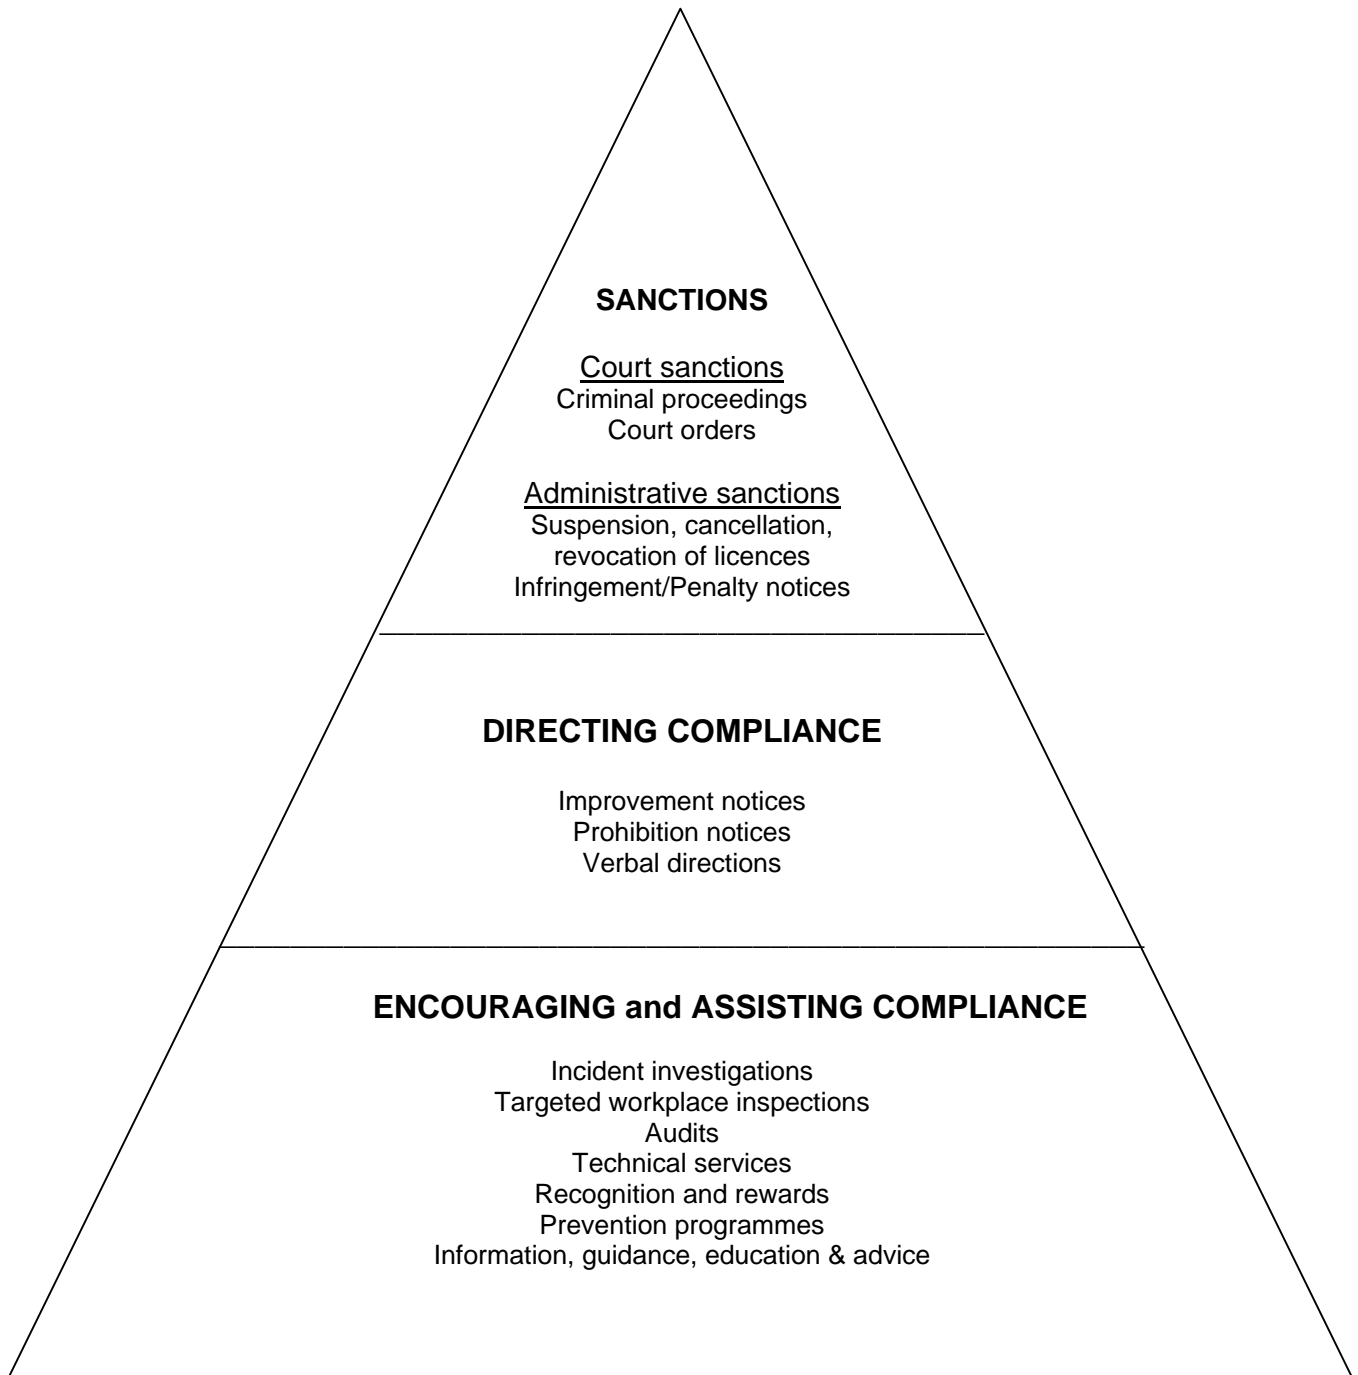 SANCTIONS
Court sanctions
Criminal proceedings
Court orders
Administrative sanctions
Suspension, cancellation,
revocation of licences
Infringement/Penalty notices
DIRECTING COMPLIANCE
Improvement notices
Prohibition notices
Verbal directions
ENCOURAGING and ASSISTING COMPLIANCE
Incident investigations
Targeted workplace inspections
Audits
Technical services
Recognition and rewards
Prevention programmes
Information, guidance, education & advice